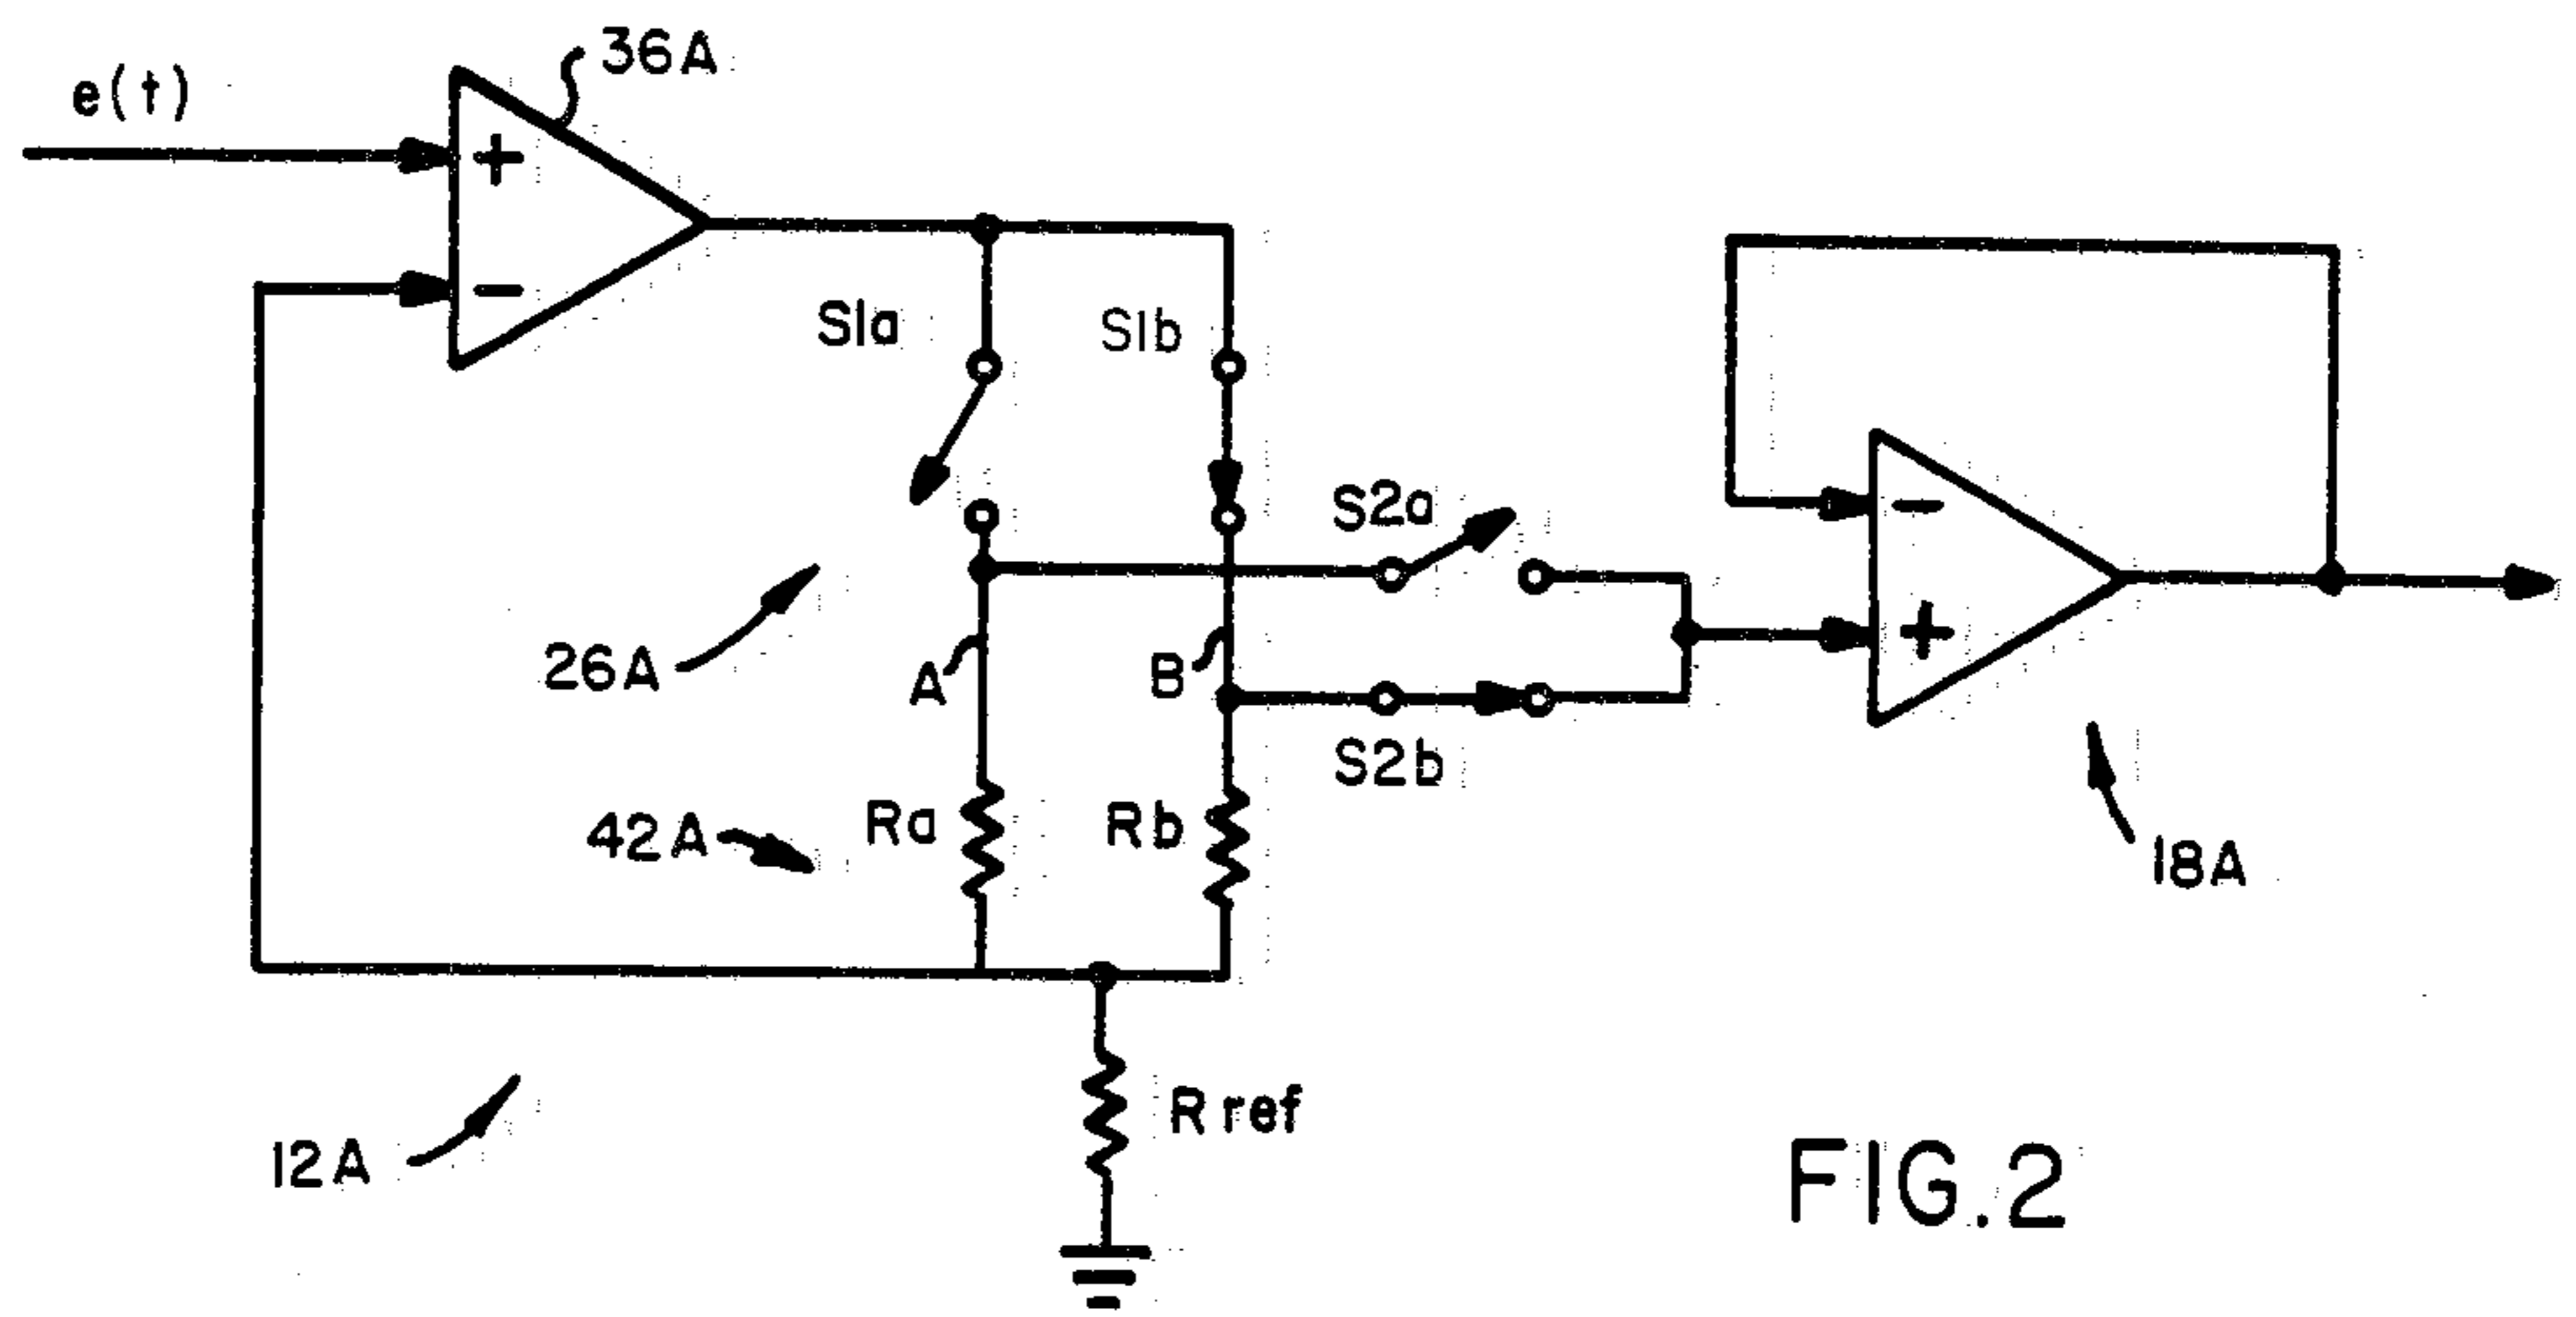 36A
e(t)
+
−
S1a
S1b
S2a
−
+
26A
A
B
S2b
42A
Ra
Rb
18A
R ref
12A
FIG.2